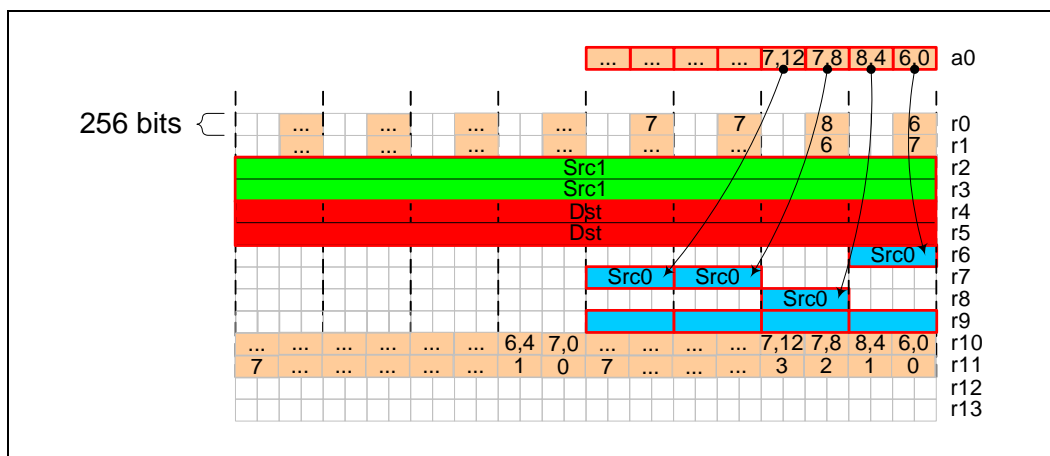 ... ... ... ... 7,12 7,8 8,4 6,0 a0
256 bits ... ... ... ... 7 7 8 6 r0
... ... ... ... ... ... 6 7 r1
Src1 r2
Src1 r3
Dst r4
Dst r5
Src0 r6
Src0 Src0 r7
Src0 r8
r9
... ... ... ... ... ... 6,4 7,0 ... ... ... ... 7,12 7,8 8,4 6,0 r10
7 ... ... ... ... ... 1 0 7 ... ... ... 3 2 1 0 r11
r12
r13